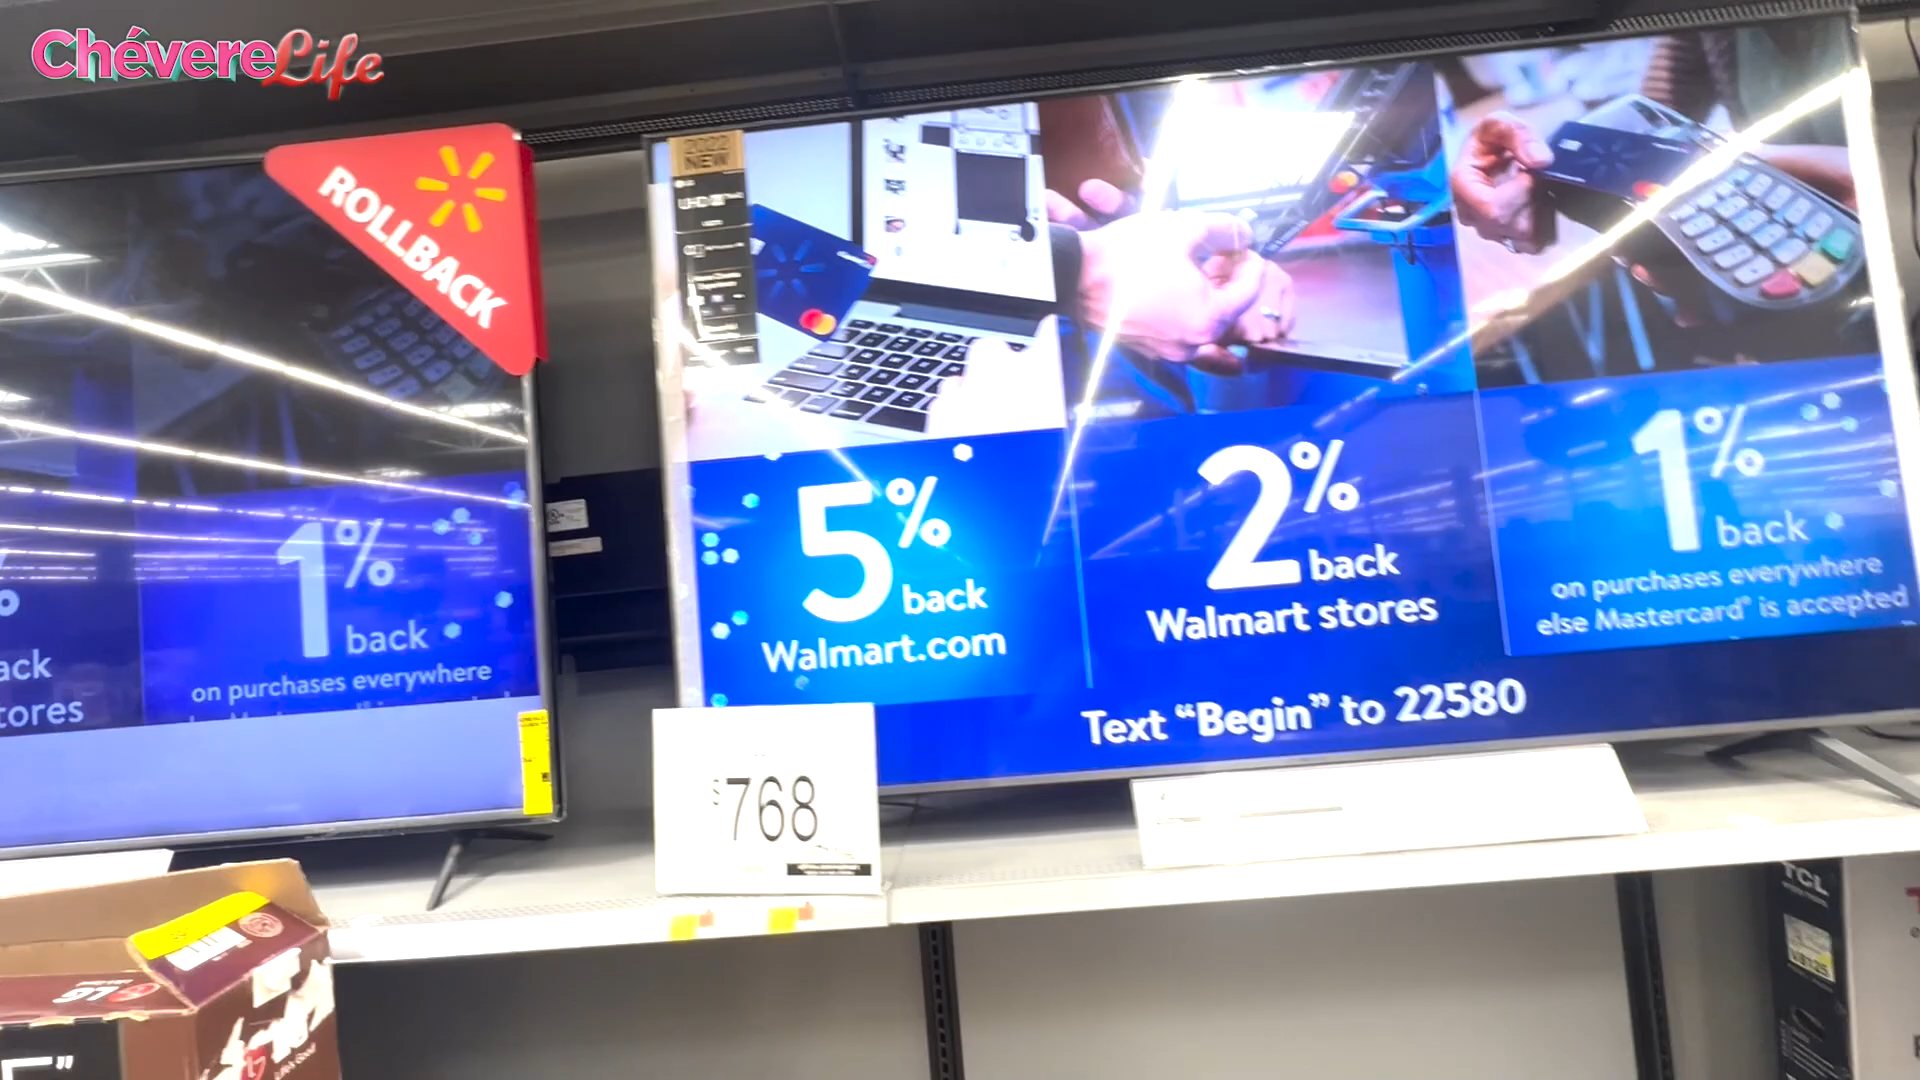 ChévereLife
ROLLBACK
1%
back
on purchases everywhere
ack
tores
2022
NEW
5%
back
Walmart.com
2%
back
Walmart stores
1%
back
on purchases everywhere
else Mastercard® is accepted
Text “Begin” to 22580
$768
LG
TCL